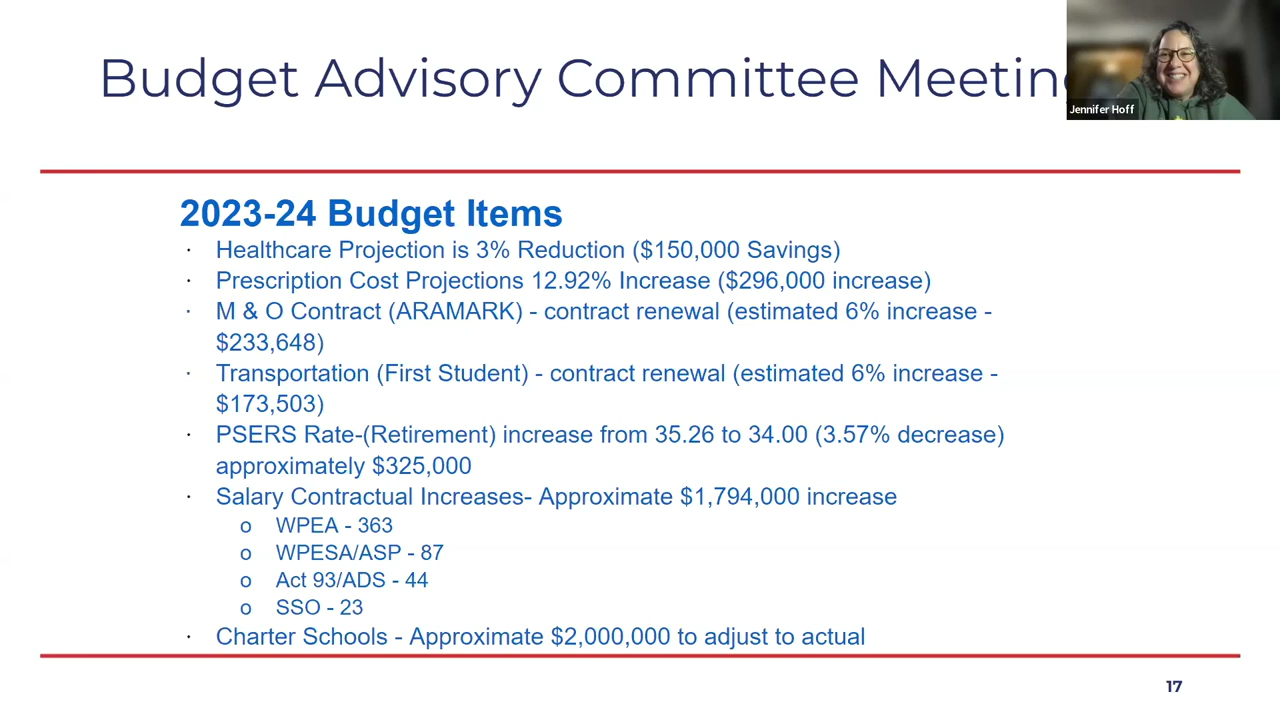 Budget Advisory Committee Meeting
Jennifer Hoff
2023-24 Budget Items
· Healthcare Projection is 3% Reduction ($150,000 Savings)
· Prescription Cost Projections 12.92% Increase ($296,000 increase)
· M & O Contract (ARAMARK) - contract renewal (estimated 6% increase -
$233,648)
· Transportation (First Student) - contract renewal (estimated 6% increase -
$173,503)
· PSERS Rate-(Retirement) increase from 35.26 to 34.00 (3.57% decrease)
approximately $325,000
· Salary Contractual Increases- Approximate $1,794,000 increase
o WPEA - 363
o WPESA/ASP - 87
o Act 93/ADS - 44
o SSO - 23
· Charter Schools - Approximate $2,000,000 to adjust to actual
17